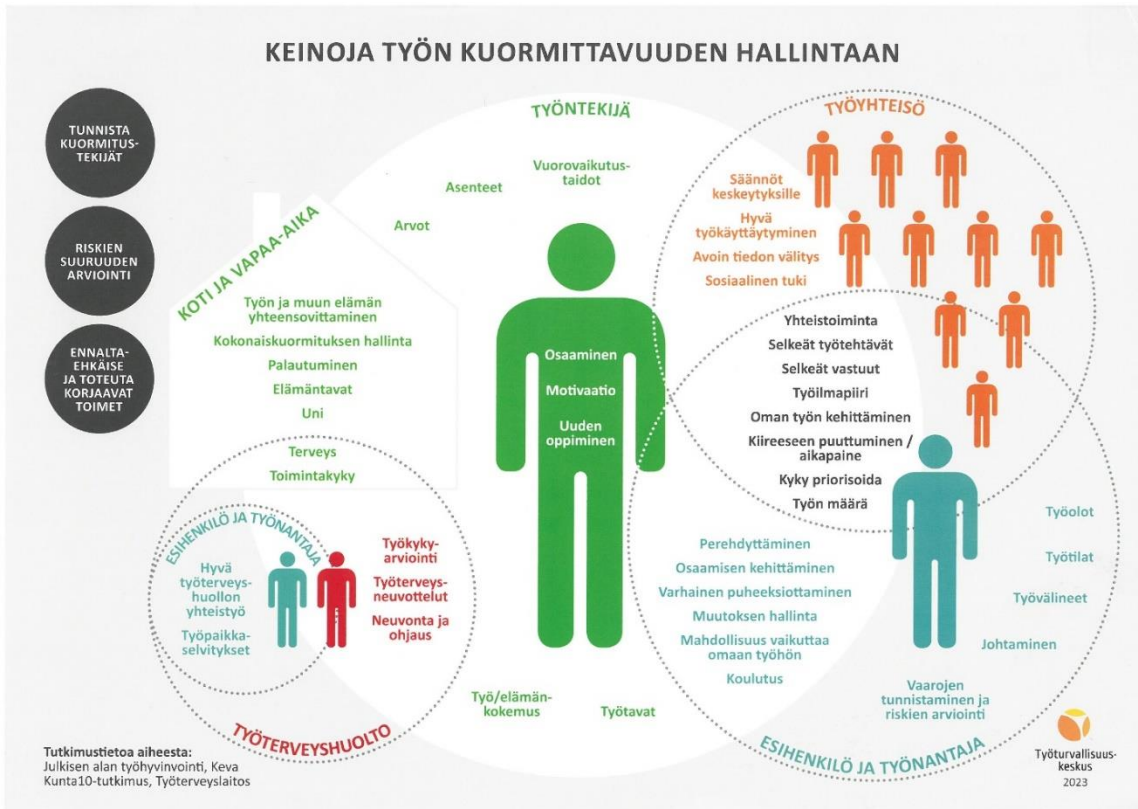 KEINOJA TYÖN KUORMITTAVUUDEN HALLINTAAN
TUNNISTA
KUORMITUS-
TEKIJÄT
RISKIEN
SUURUUDEN
ARVIOINTI
ENNALTA-
EHKÄISE
JA TOTEUTA
KORJAAVAT
TOIMET
TYÖNTEKIJÄ
Vuorovaikutus-
taidot
Asenteet
Arvot
KOTI JA VAPAA-AIKA
Työn ja muun elämän
yhteensovittaminen
Kokonaiskuormituksen hallinta
Palautuminen
Elämäntavat
Uni
Terveys
Toimintakyky
Osaaminen
Motivaatio
Uuden
oppiminen
TYÖYHTEISÖ
Säännöt
keskeytyksille
Hyvä
työkäyttäytyminen
Avoin tiedon välitys
Sosiaalinen tuki
Yhteistoiminta
Selkeät työtehtävät
Selkeät vastuut
Työilmapiiri
Oman työn kehittäminen
Kiireeseen puuttuminen /
aikapaine
Kyky priorisoida
Työn määrä
ESIHENKILÖ JA TYÖNANTAJA
Hyvä
työterveys-
huollon
yhteistyö
Työpaikka-
selvitykset
Työkyky-
arviointi
Työterveys-
neuvottelut
Neuvonta ja
ohjaus
TYÖTERVEYSHUOLTO
Työ/elämän-
kokemus
Työtavat
Perehdyttäminen
Osaamisen kehittäminen
Varhainen puheeksiottaminen
Muutoksen hallinta
Mahdollisuus vaikuttaa
omaan työhön
Koulutus
Työolot
Työtilat
Työvälineet
Johtaminen
Vaarojen
tunnistaminen ja
riskien arviointi
ESIHENKILÖ JA TYÖNANTAJA
Tutkimustietoa aiheesta:
Julkisen alan työhyvinvointi, Keva
Kunta10-tutkimus, Työterveyslaitos
Työturvallisuus-
keskus
2023